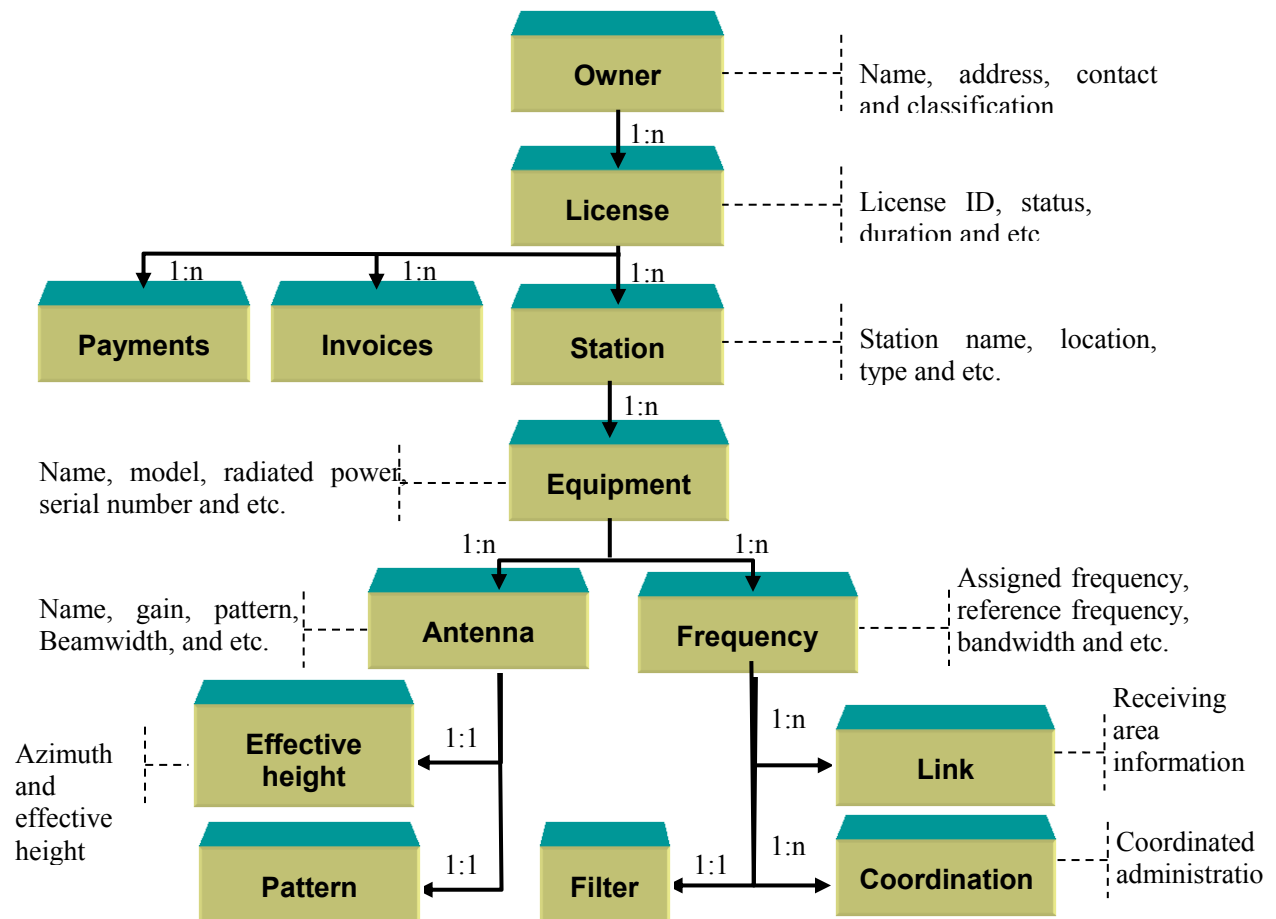 Owner
Name, address, contact
and classification
1:n
License
License ID, status,
duration and etc
1:n
1:n
1:n
Payments
Invoices
Station
Station name, location,
type and etc.
1:n
Name, model, radiated power,
serial number and etc.
Equipment
1:n
1:n
Name, gain, pattern,
Beamwidth, and etc.
Antenna
Frequency
Assigned frequency,
reference frequency,
bandwidth and etc.
Azimuth
and
effective
height
Effective
height
1:1
1:n
Link
Receiving
area
information
Pattern
1:1
Filter
1:1
1:n
Coordination
Coordinated
administratio